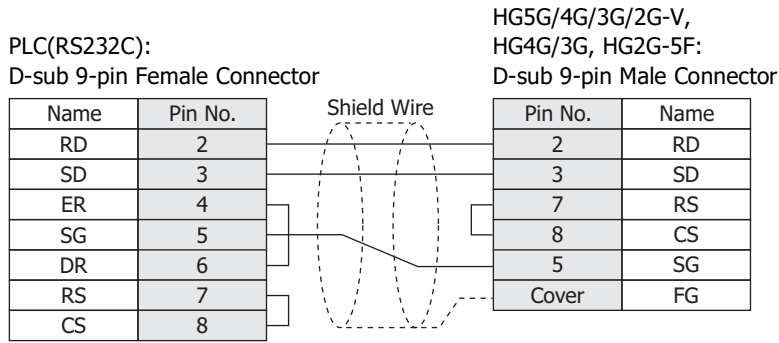 HG5G/4G/3G/2G-V,
PLC(RS232C): HG4G/3G, HG2G-5F:
D-sub 9-pin Female Connector D-sub 9-pin Male Connector
Name Pin No. Shield Wire Pin No. Name
RD 2 2 RD
SD 3 3 SD
ER 4 7 RS
SG 5 8 CS
DR 6 5 SG
RS 7 Cover FG
CS 8